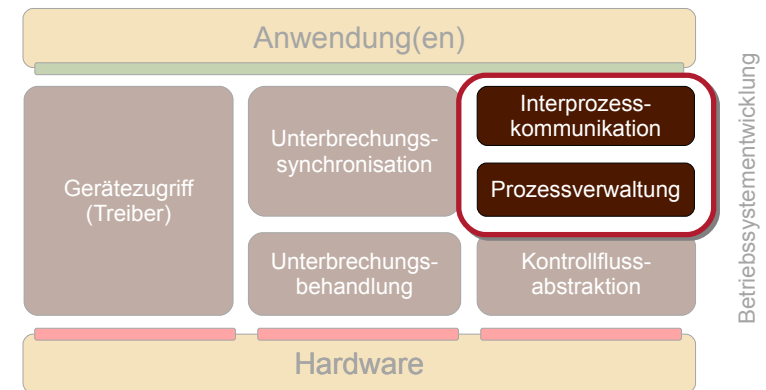 Anwendung(en)
Gerätezugriff
(Treiber)
Unterbrechungs-
synchronisation
Interprozess-
kommunikation
Prozessverwaltung
Unterbrechungs-
behandlung
Kontrollfluss-
abstraktion
Hardware
Betriebssystementwicklung